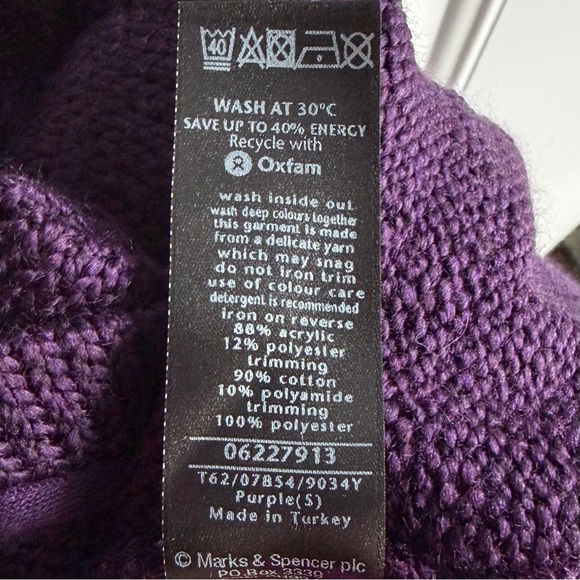 40
WASH AT 30°C
SAVE UP TO 40% ENERGY
Recycle with
Oxfam
wash inside out
wash deep colours together
this garment is made
from a delicate yarn
which may snag
do not iron trim
use of colour care
detergent is recommended
iron on reverse
88% acrylic
12% polyester
trimming
90% cotton
10% polyamide
trimming
100% polyester
06227913
T62/07854/9034Y
Purple(S)
Made in Turkey
© Marks & Spencer plc
PO Box 3339